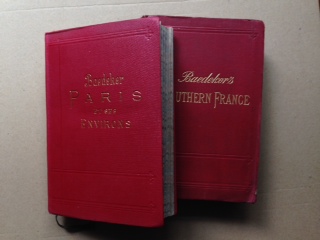 Baedeker
PARIS
ENVIRONS
Baedeker's
UTHERN FRANCE